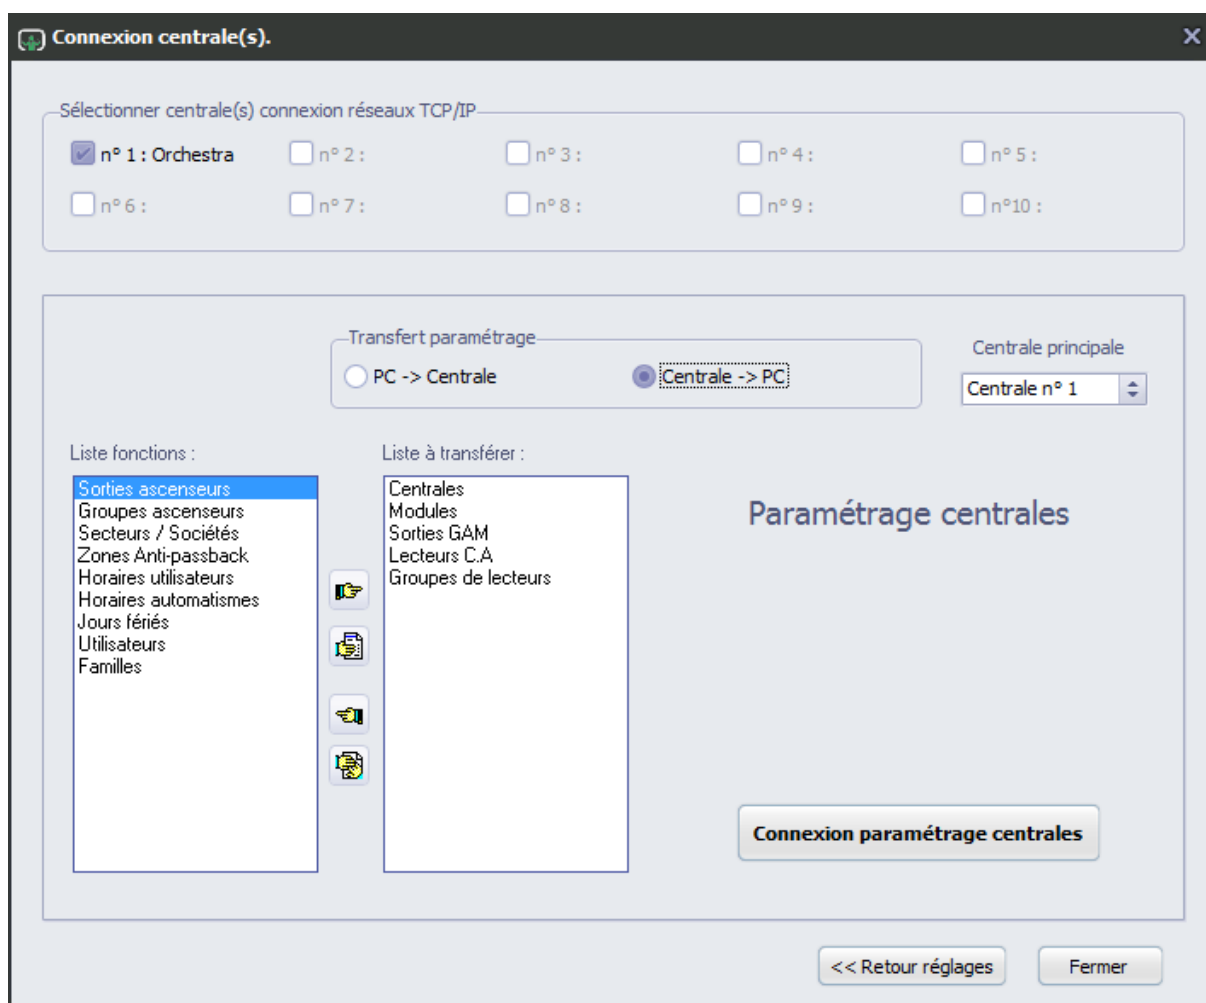 Connexion centrale(s).
Sélectionner centrale(s) connexion réseaux TCP/IP
n° 1 : Orchestra n° 2 : n° 3 : n° 4 : n° 5 :
n° 6 : n° 7 : n° 8 : n° 9 : n°10 :
Transfert paramétrage
PC -> Centrale Centrale -> PC
Centrale principale
Centrale n° 1
Liste fonctions :
Sorties ascenseurs
Groupes ascenseurs
Secteurs / Sociétés
Zones Anti-passback
Horaires utilisateurs
Horaires automatismes
Jours fériés
Utilisateurs
Familles
Liste à transférer :
Centrales
Modules
Sorties GAM
Lecteurs C.A
Groupes de lecteurs
Paramétrage centrales
Connexion paramétrage centrales
<< Retour réglages Fermer